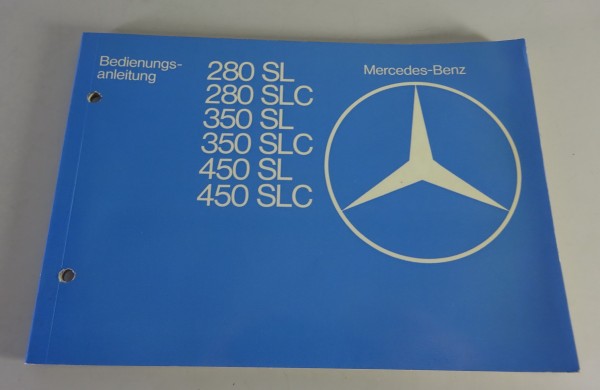 Bedienungs-
anleitung
280 SL
280 SLC
350 SL
350 SLC
450 SL
450 SLC
Mercedes-Benz